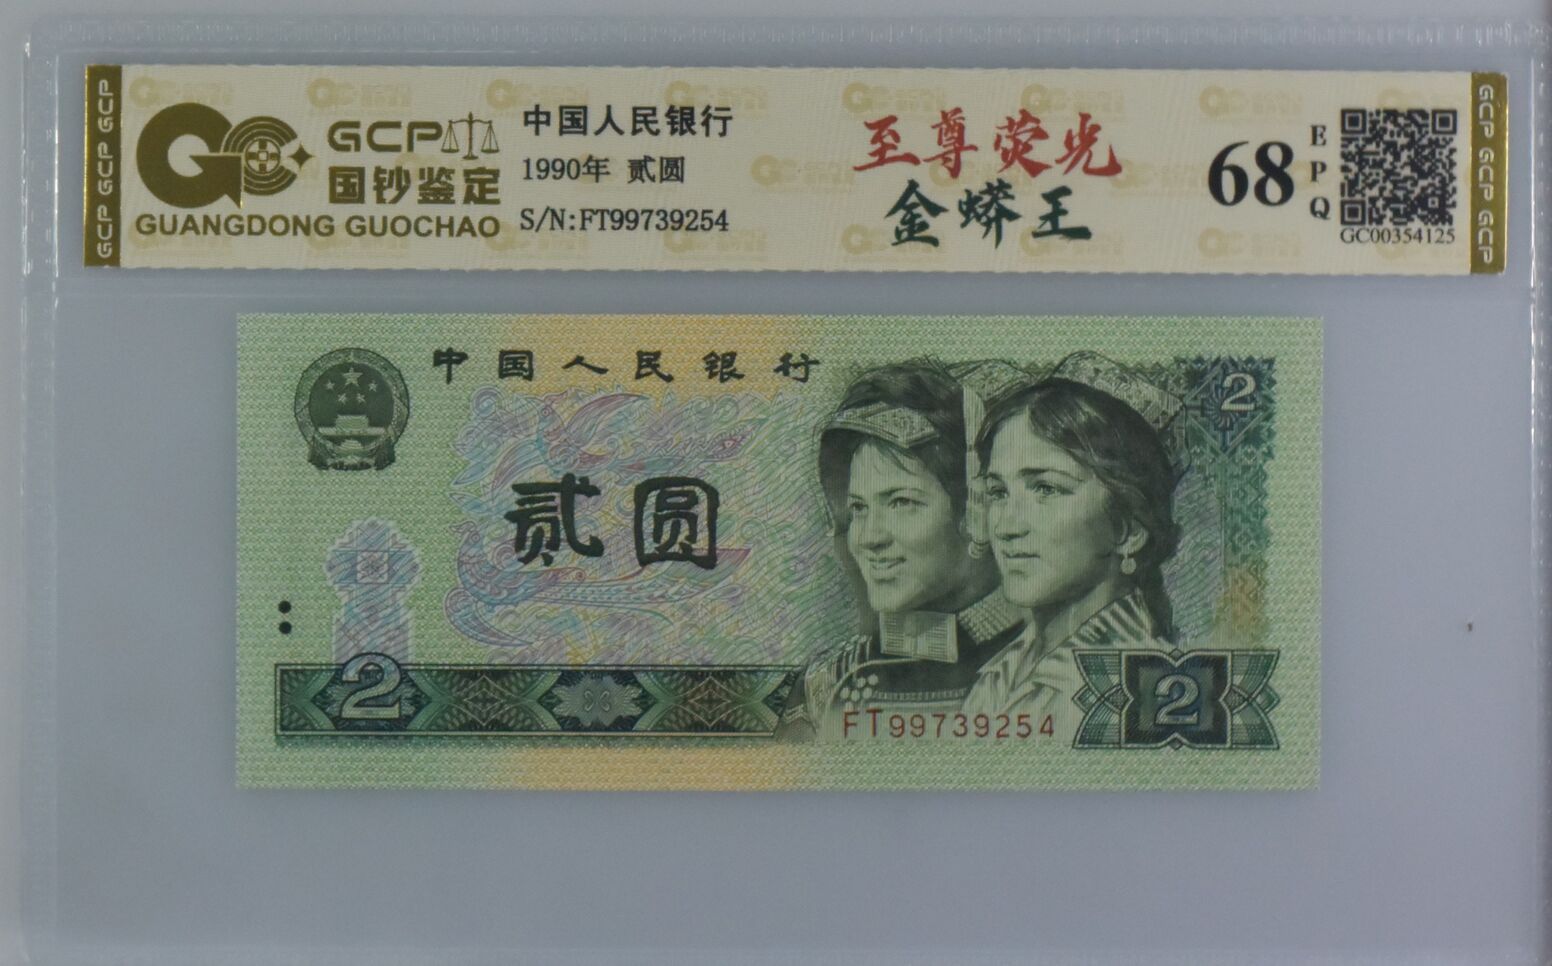 GCP GCP GCP
GCP
国钞鉴定
GUANGDONG GUOCHAO
中国人民银行
1990年 贰圆
S/N:FT99739254
至尊荧光
金蟒王
68
EPQ
GC00354125
GCP GCP GCP
中国人民银行
2
贰圆
2
FT99739254
2